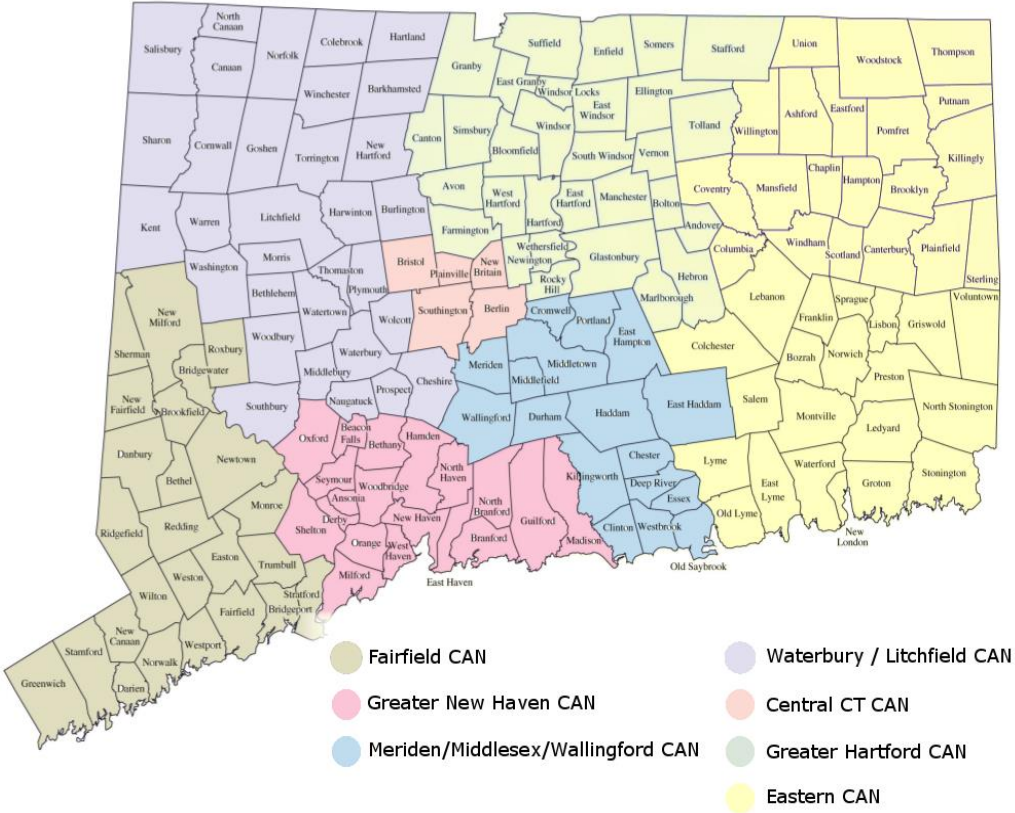 North
Canaan
Salisbury
Canaan
Norfolk
Colebrook
Hartland
Granby
Suffield
Enfield
Somers
Stafford
Union
Woodstock
Thompson
Winchester
Barkhamsted
East Granby
Windsor Locks
East
Windsor
Ellington
Willington
Ashford
Eastford
Pomfret
Putnam
Killingly
Sharon
Cornwall
Goshen
Torrington
New
Hartford
Canton
Simsbury
Bloomfield
Windsor
South Windsor
Vernon
Tolland
Coventry
Mansfield
Chaplin
Hampton
Brooklyn
Kent
Warren
Litchfield
Harwinton
Burlington
Avon
Farmington
West
Hartford
Hartford
East
Hartford
Manchester
Bolton
Andover
Columbia
Windham
Scotland
Canterbury
Plainfield
Sterling
Washington
Morris
Bethlehem
Thomaston
Plymouth
Watertown
Bristol
Plainville
New
Britain
Wethersfield
Newington
Rocky
Hill
Glastonbury
Marlborough
Hebron
Lebanon
Franklin
Sprague
Lisbon
Griswold
Voluntown
New
Milford
Sherman
Roxbury
Bridgewater
Woodbury
Wolcott
Waterbury
Middlebury
Southington
Berlin
Cromwell
Portland
East
Hampton
Middletown
Middlefield
Meriden
Colchester
Bozrah
Norwich
Preston
New
Fairfield
Brookfield
Southbury
Naugatuck
Prospect
Cheshire
Wallingford
Durham
Haddam
East Haddam
Salem
Montville
Ledyard
North Stonington
Danbury
Bethel
Newtown
Oxford
Beacon
Falls
Bethany
Hamden
North
Haven
Killingworth
Chester
Deep River
Essex
Lyme
East
Lyme
Waterford
Groton
Stonington
Ridgefield
Redding
Monroe
Seymour
Ansonia
Derby
Shelton
Woodbridge
New Haven
Orange
West
Haven
Milford
North
Branford
Branford
Guilford
Madison
Clinton
Westbrook
Old Lyme
New
London
Old Saybrook
East Haven
Wilton
Weston
Easton
Trumbull
Stratford
Bridgeport
Fairfield
Westport
Norwalk
New
Canaan
Darien
Stamford
Greenwich
Fairfield CAN
Greater New Haven CAN
Meriden/Middlesex/Wallingford CAN
Waterbury / Litchfield CAN
Central CT CAN
Greater Hartford CAN
Eastern CAN